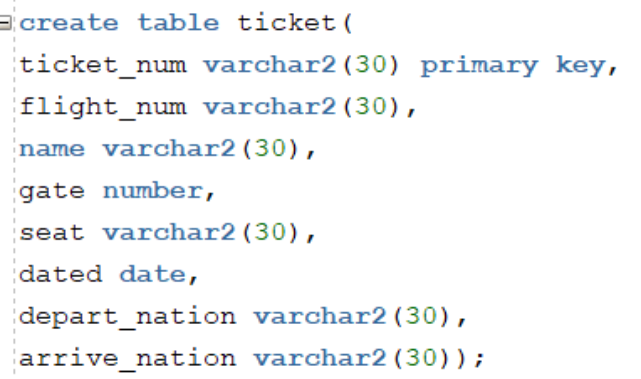 create table ticket(
ticket_num varchar2(30) primary key,
flight_num varchar2(30),
name varchar2(30),
gate number,
seat varchar2(30),
dated date,
depart_nation varchar2(30),
arrive_nation varchar2(30));